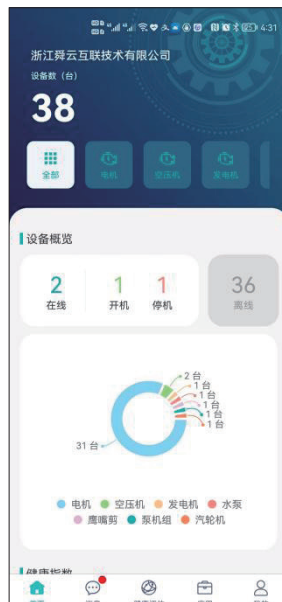 4:31
浙江舜云互联技术有限公司
设备数（台）
38
全部 电机 空压机 发电机
设备概览
2 1 1 36
在线 开机 停机 离线
2 台
1 台
1 台
1 台
1 台
1 台
31 台
电机 空压机 发电机 水泵
鹰嘴剪 泵机组 汽轮机
健康指数